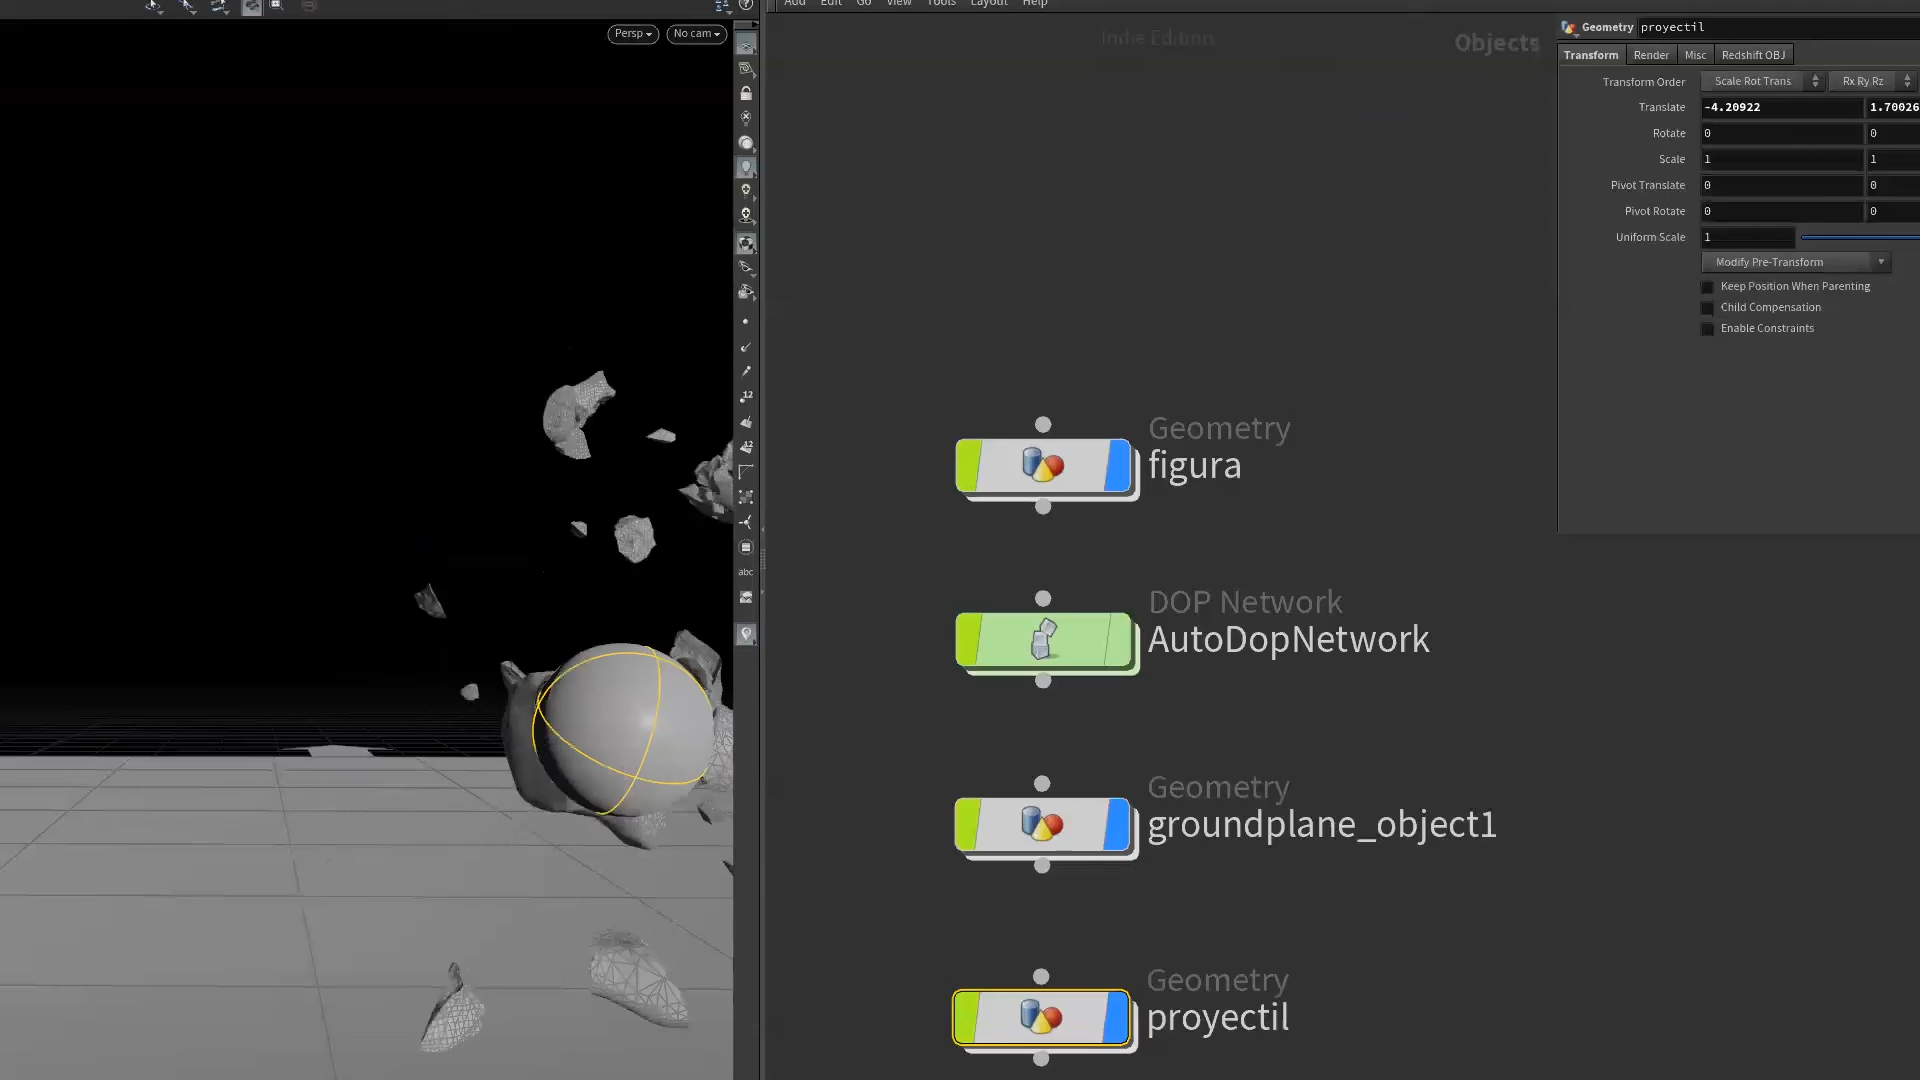 Add Edit Go View Tools Layout Help
Persp No cam
Indie Edition
Objects
Geometry proyectil
Transform Render Misc Redshift OBJ
Transform Order Scale Rot Trans Rx Ry Rz
Translate -4.20922 1.70026
Rotate 0 0
Scale 1 1
Pivot Translate 0 0
Pivot Rotate 0 0
Uniform Scale 1
Modify Pre-Transform
Keep Position When Parenting
Child Compensation
Enable Constraints
12
12
abc
Geometry
figura
DOP Network
AutoDopNetwork
Geometry
groundplane_object1
Geometry
proyectil